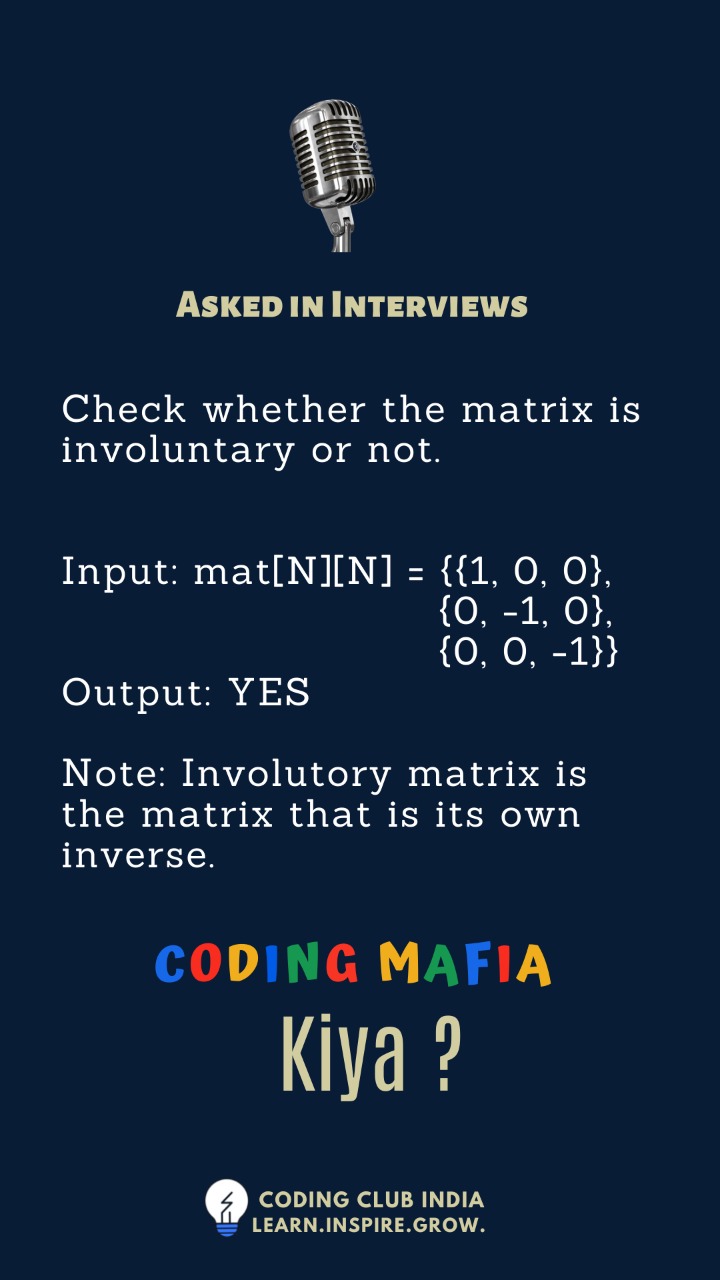 Asked in Interviews
Check whether the matrix is
involuntary or not.
Input: mat[N][N] = {{1, 0, 0},
{0, -1, 0},
{0, 0, -1}}
Output: YES
Note: Involutory matrix is
the matrix that is its own
inverse.
CODING MAFIA
Kiya ?
CODING CLUB INDIA
LEARN.INSPIRE.GROW.